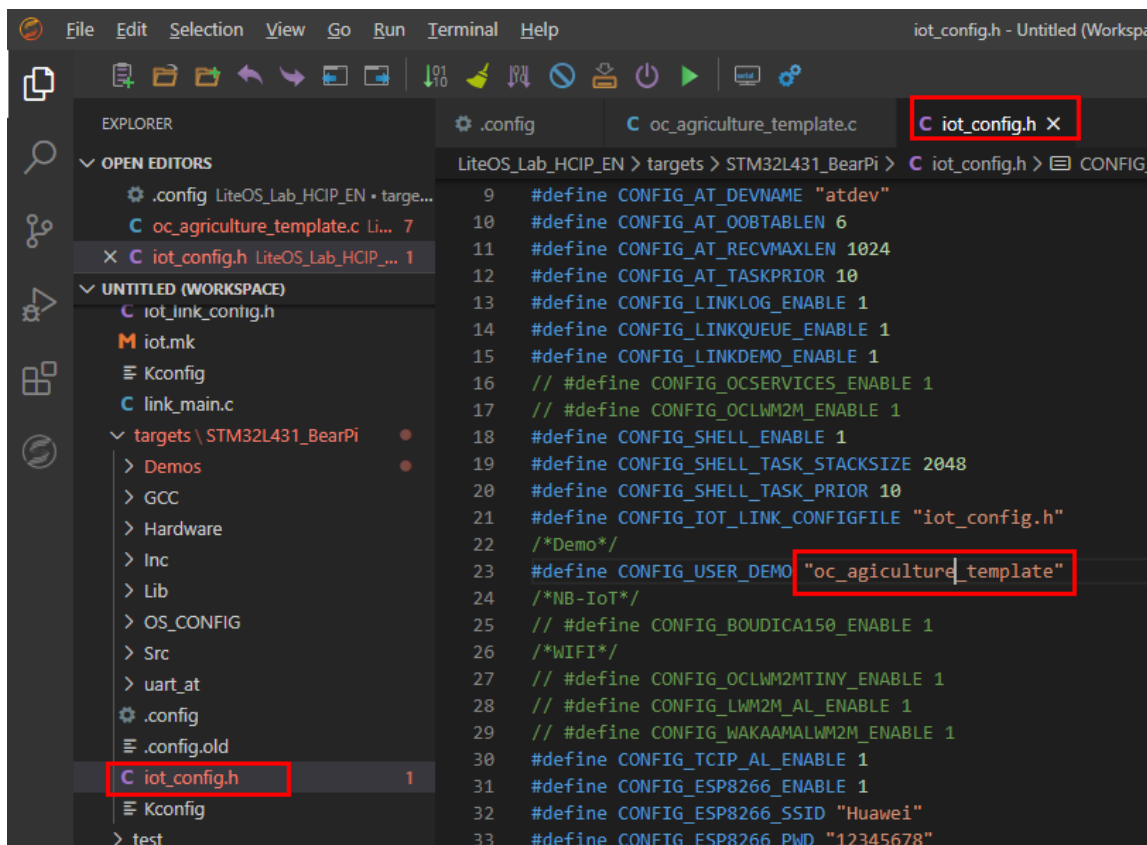 File Edit Selection View Go Run Terminal Help iot_config.h - Untitled (Workspa
EXPLORER
OPEN EDITORS
.config LiteOS_Lab_HCIP_EN • targe...
C oc_agriculture_template.c Li... 7
C iot_config.h LiteOS_Lab_HCIP_... 1
UNTITLED (WORKSPACE)
C iot_link_config.h
M iot.mk
Kconfig
C link_main.c
targets \ STM32L431_BearPi
Demos
GCC
Hardware
Inc
Lib
OS_CONFIG
Src
uart_at
.config
.config.old
C iot_config.h 1
Kconfig
test
.config C oc_agriculture_template.c C iot_config.h
LiteOS_Lab_HCIP_EN > targets > STM32L431_BearPi > C iot_config.h > CONFIG_
9 #define CONFIG_AT_DEVNAME "atdev"
10 #define CONFIG_AT_OOBTABLEN 6
11 #define CONFIG_AT_RECVMAXLEN 1024
12 #define CONFIG_AT_TASKPRIOR 10
13 #define CONFIG_LINKLOG_ENABLE 1
14 #define CONFIG_LINKQUEUE_ENABLE 1
15 #define CONFIG_LINKDEMO_ENABLE 1
16 // #define CONFIG_OCSERVICES_ENABLE 1
17 // #define CONFIG_OCLWM2M_ENABLE 1
18 #define CONFIG_SHELL_ENABLE 1
19 #define CONFIG_SHELL_TASK_STACKSIZE 2048
20 #define CONFIG_SHELL_TASK_PRIOR 10
21 #define CONFIG_IOT_LINK_CONFIGFILE "iot_config.h"
22 /*Demo*/
23 #define CONFIG_USER_DEMO "oc_agiculture_template"
24 /*NB-IoT*/
25 // #define CONFIG_BOUDICA150_ENABLE 1
26 /*WIFI*/
27 // #define CONFIG_OCLWM2MTINY_ENABLE 1
28 // #define CONFIG_LWM2M_AL_ENABLE 1
29 // #define CONFIG_WAKAAMALWM2M_ENABLE 1
30 #define CONFIG_TCIP_AL_ENABLE 1
31 #define CONFIG_ESP8266_ENABLE 1
32 #define CONFIG_ESP8266_SSID "Huawei"
33 #define CONFIG_ESP8266_PWD "12345678"